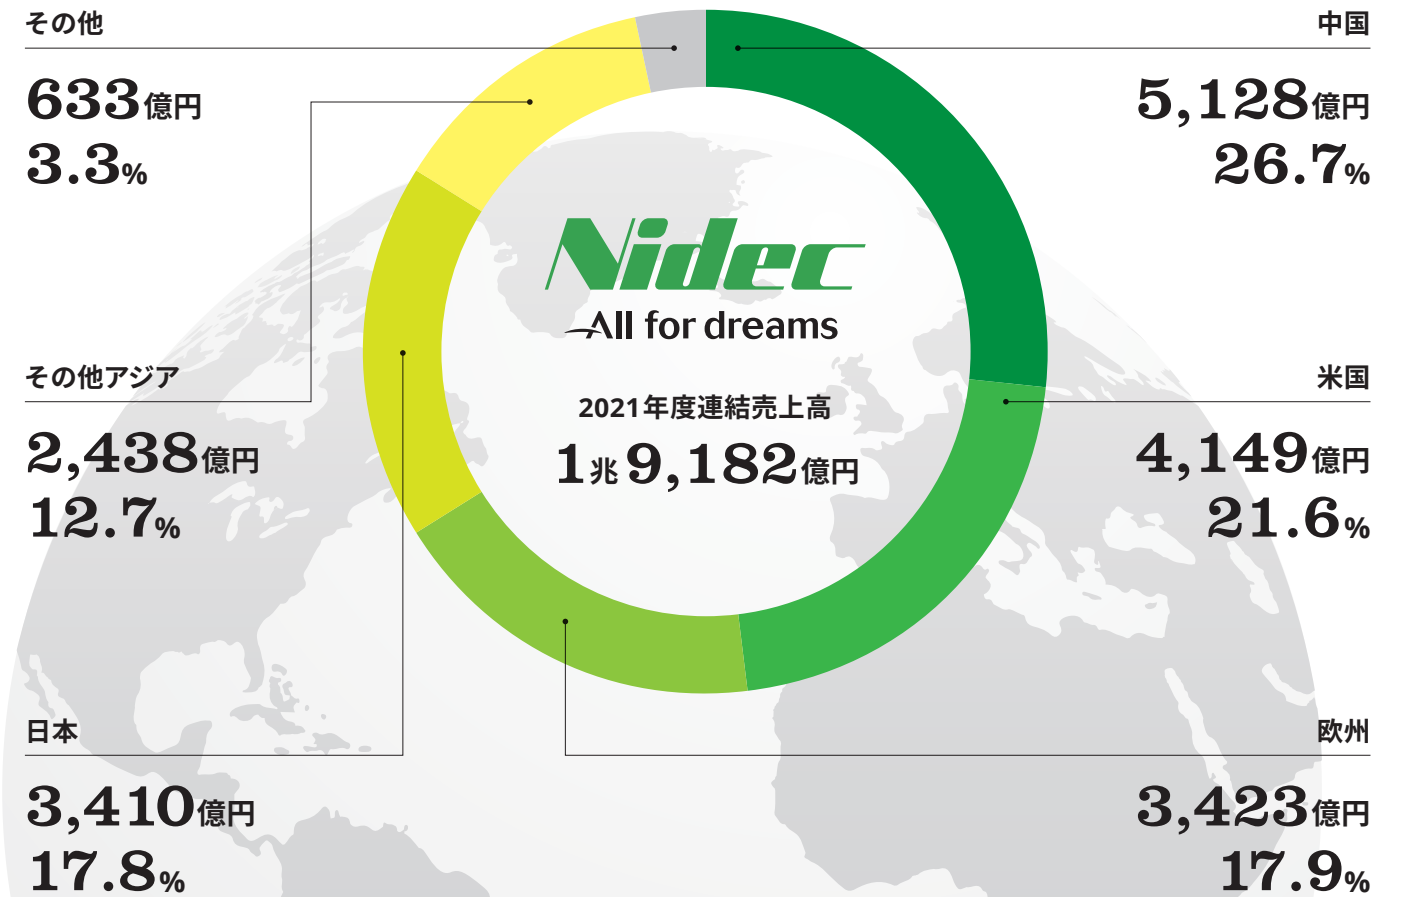 その他
633億円
3.3%
中国
5,128億円
26.7%
Nidec
All for dreams
2021年度連結売上高
1兆9,182億円
その他アジア
2,438億円
12.7%
米国
4,149億円
21.6%
日本
3,410億円
17.8%
欧州
3,423億円
17.9%